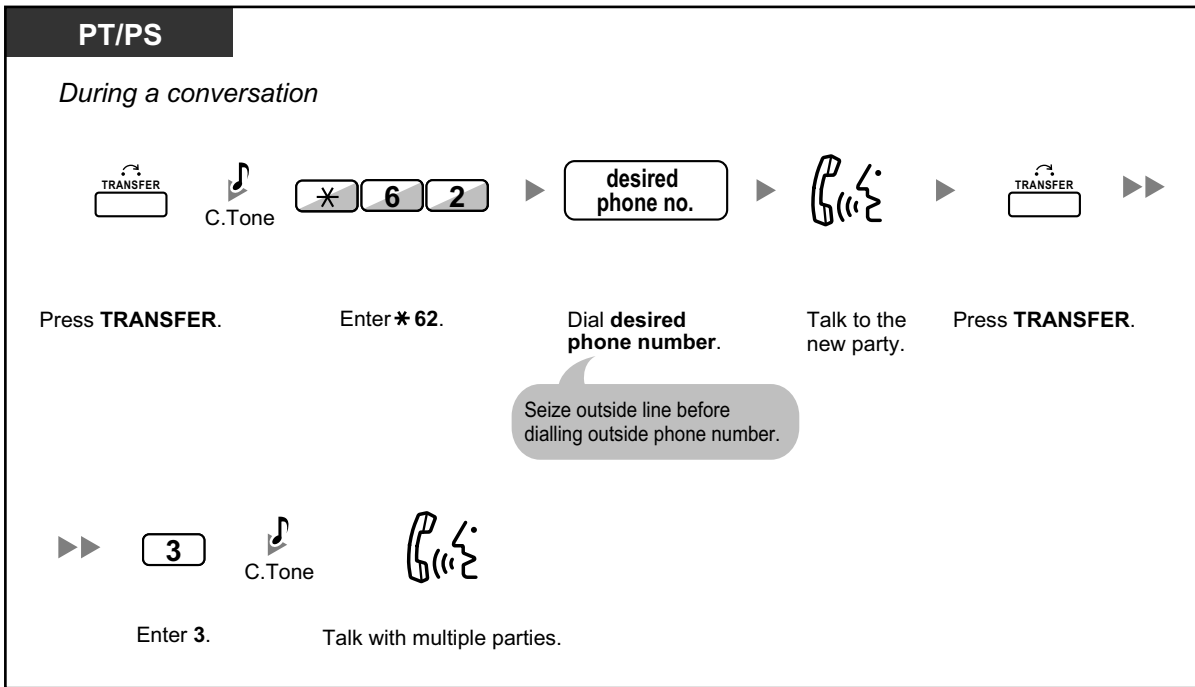 PT/PS
During a conversation
TRANSFER
C.Tone
* 6 2
desired
phone no.
TRANSFER
Press TRANSFER.
Enter * 62.
Dial desired
phone number.
Talk to the
new party.
Press TRANSFER.
Seize outside line before
dialling outside phone number.
3
C.Tone
Enter 3.
Talk with multiple parties.